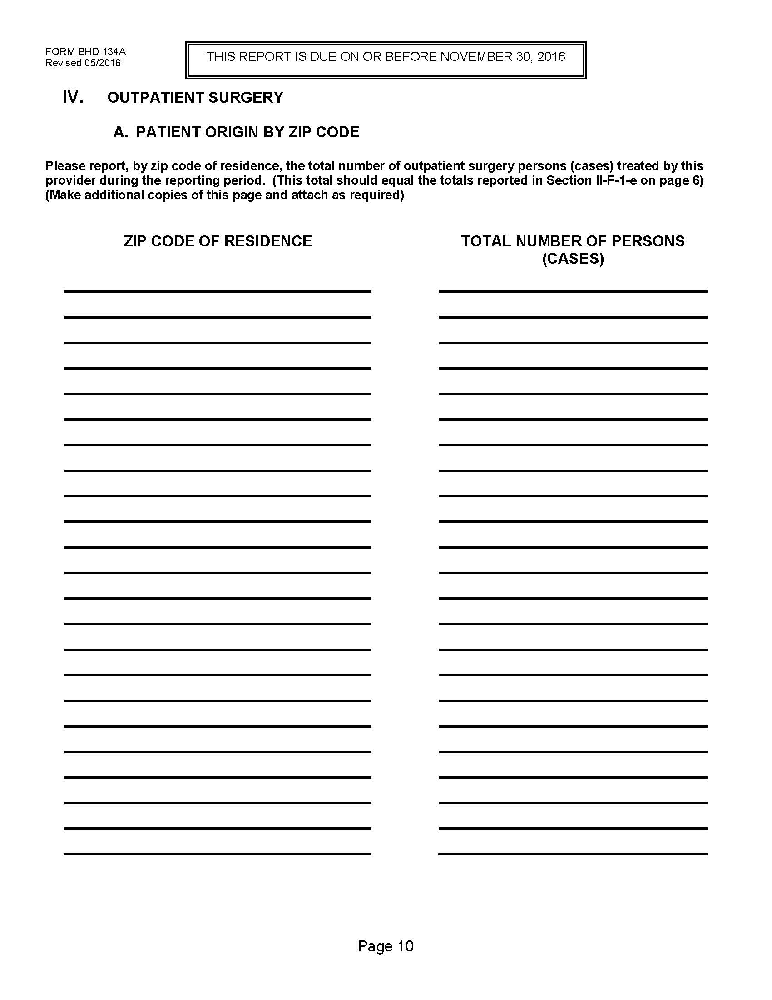 FORM BHD 134A
Revised 05/2016
THIS REPORT IS DUE ON OR BEFORE NOVEMBER 30, 2016
IV. OUTPATIENT SURGERY
A. PATIENT ORIGIN BY ZIP CODE
Please report, by zip code of residence, the total number of outpatient surgery persons (cases) treated by this
provider during the reporting period. (This total should equal the totals reported in Section II-F-1-e on page 6)
(Make additional copies of this page and attach as required)
ZIP CODE OF RESIDENCE
TOTAL NUMBER OF PERSONS
(CASES)
Page 10